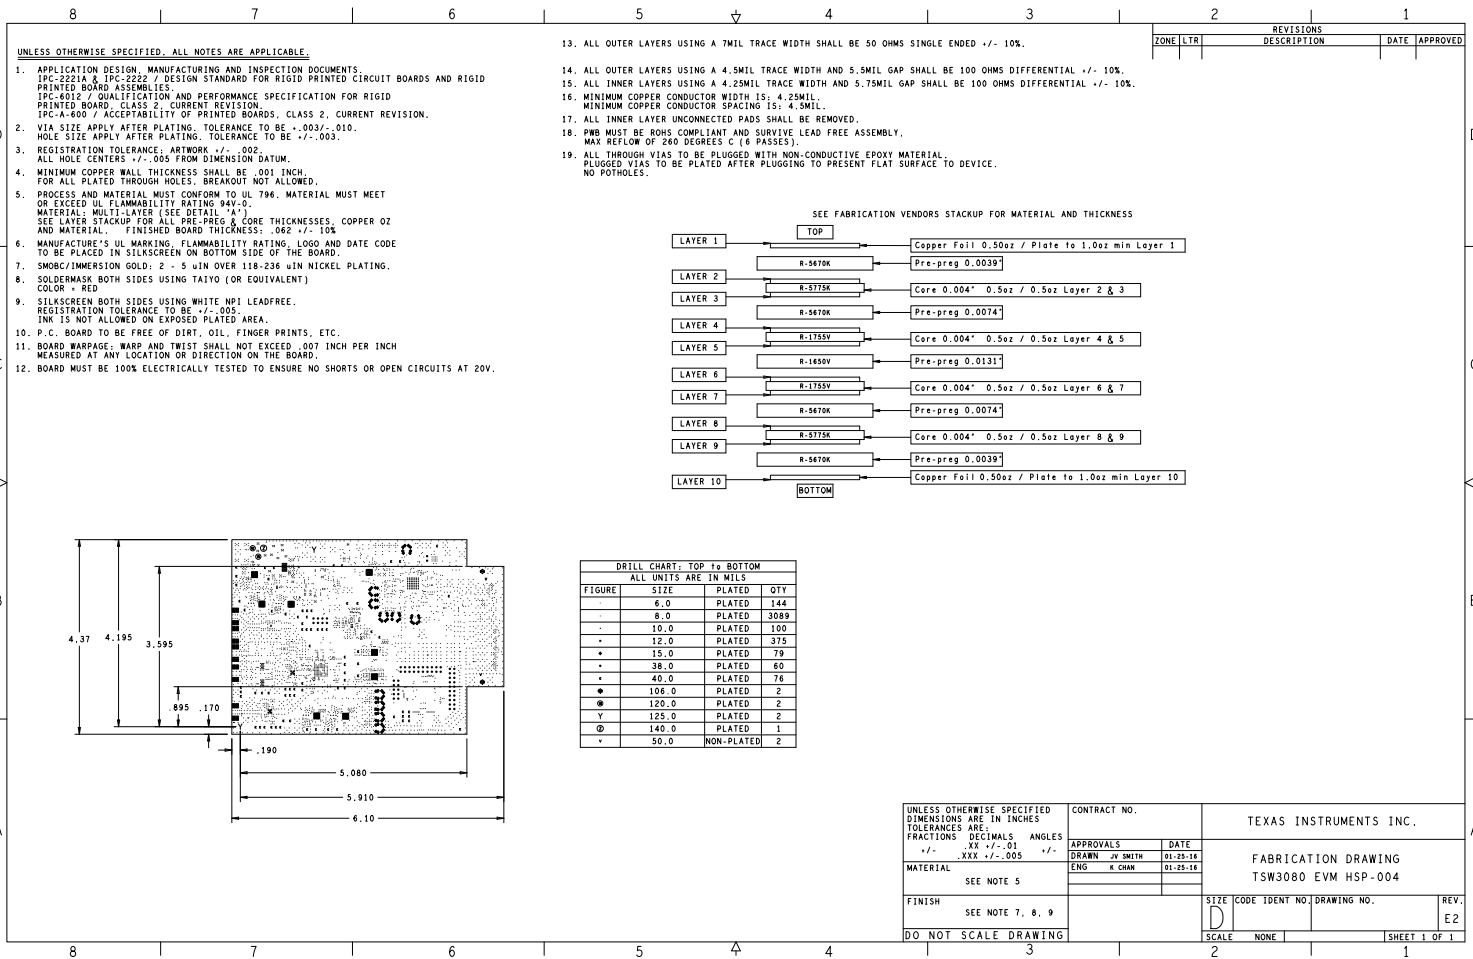 8 7 6 5 4 3 2 1
UNLESS OTHERWISE SPECIFIED, ALL NOTES ARE APPLICABLE.
1. APPLICATION DESIGN, MANUFACTURING AND INSPECTION DOCUMENTS.
IPC-2221A & IPC-2222 / DESIGN STANDARD FOR RIGID PRINTED CIRCUIT BOARDS AND RIGID
PRINTED BOARD ASSEMBLIES.
IPC-6012 / QUALIFICATION AND PERFORMANCE SPECIFICATION FOR RIGID
PRINTED BOARD, CLASS 2, CURRENT REVISION.
IPC-A-600 / ACCEPTABILITY OF PRINTED BOARDS, CLASS 2, CURRENT REVISION.
2. VIA SIZE APPLY AFTER PLATING. TOLERANCE TO BE +.003/-.010.
HOLE SIZE APPLY AFTER PLATING. TOLERANCE TO BE +/-.003.
3. REGISTRATION TOLERANCE: ARTWORK +/- .002,
ALL HOLE CENTERS +/-.005 FROM DIMENSION DATUM.
4. MINIMUM COPPER WALL THICKNESS SHALL BE .001 INCH,
FOR ALL PLATED THROUGH HOLES, BREAKOUT NOT ALLOWED.
5. PROCESS AND MATERIAL MUST CONFORM TO UL 796. MATERIAL MUST MEET
OR EXCEED UL FLAMMABILITY RATING 94V-0.
MATERIAL: MULTI-LAYER (SEE DETAIL 'A')
SEE LAYER STACKUP FOR ALL PRE-PREG & CORE THICKNESSES, COPPER OZ
AND MATERIAL. FINISHED BOARD THICKNESS: .062 +/- 10%
6. MANUFACTURE'S UL MARKING, FLAMMABILITY RATING, LOGO AND DATE CODE
TO BE PLACED IN SILKSCREEN ON BOTTOM SIDE OF THE BOARD.
7. SMOBC/IMMERSION GOLD: 2 - 5 uIN OVER 118-236 uIN NICKEL PLATING.
8. SOLDERMASK BOTH SIDES USING TAIYO (OR EQUIVALENT)
COLOR = RED
9. SILKSCREEN BOTH SIDES USING WHITE NPI LEADFREE.
REGISTRATION TOLERANCE TO BE +/-.005.
INK IS NOT ALLOWED ON EXPOSED PLATED AREA.
10. P.C. BOARD TO BE FREE OF DIRT, OIL, FINGER PRINTS, ETC.
11. BOARD WARPAGE: WARP AND TWIST SHALL NOT EXCEED .007 INCH PER INCH
MEASURED AT ANY LOCATION OR DIRECTION ON THE BOARD.
12. BOARD MUST BE 100% ELECTRICALLY TESTED TO ENSURE NO SHORTS OR OPEN CIRCUITS AT 20V.
13. ALL OUTER LAYERS USING A 7MIL TRACE WIDTH SHALL BE 50 OHMS SINGLE ENDED +/- 10%.
14. ALL OUTER LAYERS USING A 4.5MIL TRACE WIDTH AND 5.5MIL GAP SHALL BE 100 OHMS DIFFERENTIAL +/- 10%.
15. ALL INNER LAYERS USING A 4.25MIL TRACE WIDTH AND 5.75MIL GAP SHALL BE 100 OHMS DIFFERENTIAL +/- 10%.
16. MINIMUM COPPER CONDUCTOR WIDTH IS: 4.25MIL.
MINIMUM COPPER CONDUCTOR SPACING IS: 4.5MIL.
17. ALL INNER LAYER UNCONNECTED PADS SHALL BE REMOVED.
18. PWB MUST BE ROHS COMPLIANT AND SURVIVE LEAD FREE ASSEMBLY,
MAX REFLOW OF 260 DEGREES C (6 PASSES).
19. ALL THROUGH VIAS TO BE PLUGGED WITH NON-CONDUCTIVE EPOXY MATERIAL.
PLUGGED VIAS TO BE PLATED AFTER PLUGGING TO PRESENT FLAT SURFACE TO DEVICE.
NO POTHOLES.
REVISIONS
ZONE LTR DESCRIPTION DATE APPROVED
SEE FABRICATION VENDORS STACKUP FOR MATERIAL AND THICKNESS
TOP
LAYER 1 Copper Foil 0.50oz / Plate to 1.0oz min Layer 1
R-5670K Pre-preg 0.0039"
LAYER 2
R-5775K Core 0.004" 0.5oz / 0.5oz Layer 2 & 3
LAYER 3
R-5670K Pre-preg 0.0074"
LAYER 4
R-1755V Core 0.004" 0.5oz / 0.5oz Layer 4 & 5
LAYER 5
R-1650V Pre-preg 0.0131"
LAYER 6
R-1755V Core 0.004" 0.5oz / 0.5oz Layer 6 & 7
LAYER 7
R-5670K Pre-preg 0.0074"
LAYER 8
R-5775K Core 0.004" 0.5oz / 0.5oz Layer 8 & 9
LAYER 9
R-5670K Pre-preg 0.0039"
LAYER 10 Copper Foil 0.50oz / Plate to 1.0oz min Layer 10
BOTTOM
4.37 4.195 3.595
.895 .170
.190
5.080
5.910
6.10
DRILL CHART: TOP to BOTTOM
ALL UNITS ARE IN MILS
FIGURE SIZE PLATED QTY
6.0 PLATED 144
8.0 PLATED 3089
10.0 PLATED 100
12.0 PLATED 375
15.0 PLATED 79
38.0 PLATED 60
40.0 PLATED 76
106.0 PLATED 2
120.0 PLATED 2
Y 125.0 PLATED 2
140.0 PLATED 1
50.0 NON-PLATED 2
UNLESS OTHERWISE SPECIFIED
DIMENSIONS ARE IN INCHES
TOLERANCES ARE:
FRACTIONS DECIMALS ANGLES
+/- .XX +/-.01 +/-
.XXX +/-.005
MATERIAL
SEE NOTE 5
FINISH
SEE NOTE 7, 8, 9
DO NOT SCALE DRAWING
CONTRACT NO.
APPROVALS DATE
DRAWN JV SMITH 01-25-16
ENG K CHAN 01-25-16
TEXAS INSTRUMENTS INC.
FABRICATION DRAWING
TSW3080 EVM HSP-004
SIZE CODE IDENT NO. DRAWING NO. REV.
D E2
SCALE NONE SHEET 1 OF 1
8 7 6 5 4 3 2 1